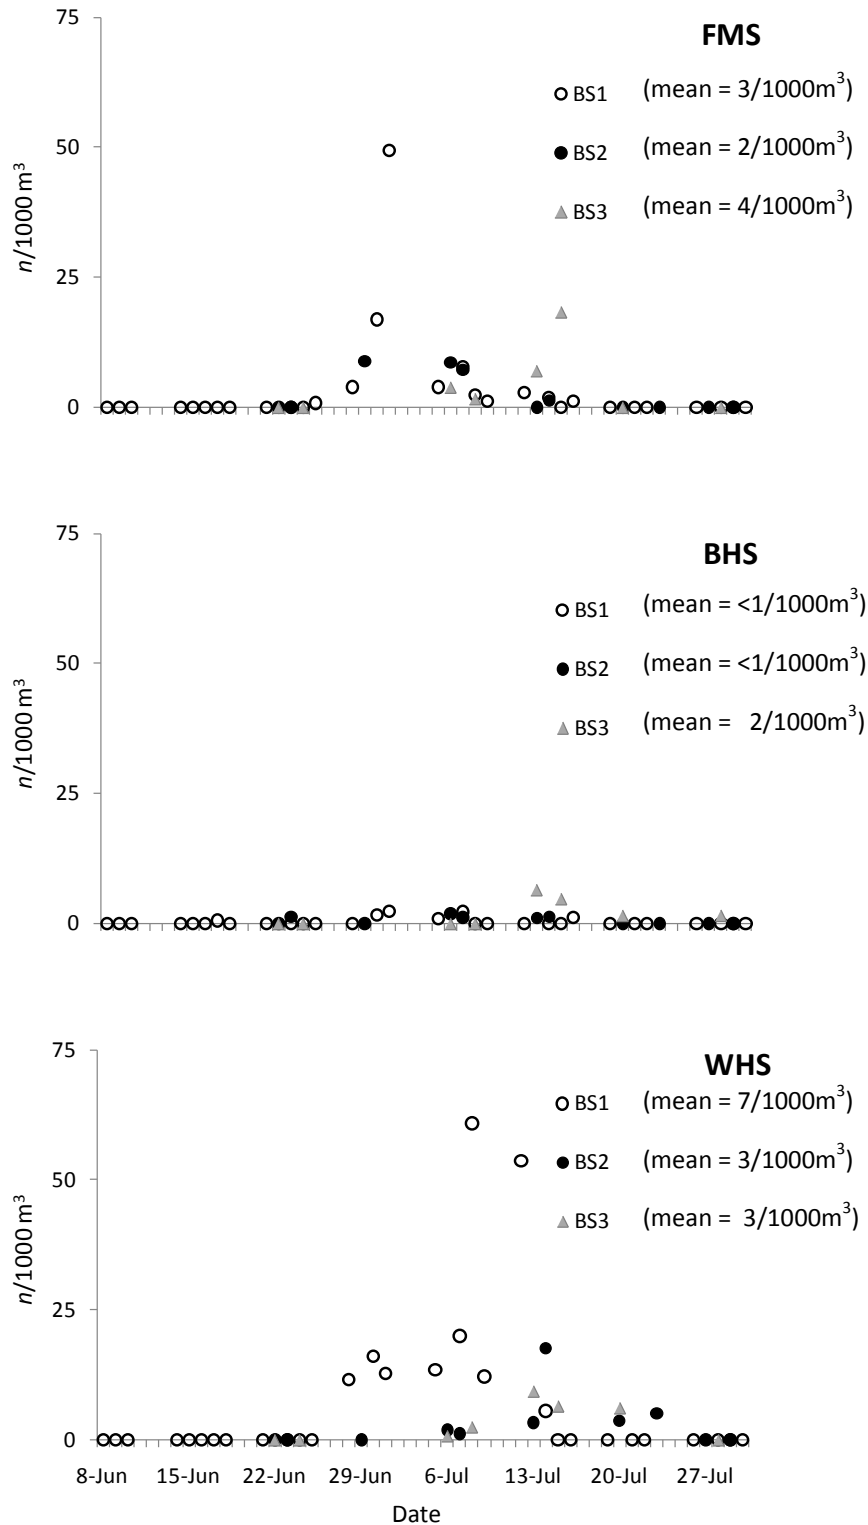 75
FMS
BS1 (mean = 3/1000m³)
50
BS2 (mean = 2/1000m³)
BS3 (mean = 4/1000m³)
n/1000 m³
25
0
75
BHS
BS1 (mean = <1/1000m³)
50
BS2 (mean = <1/1000m³)
BS3 (mean = 2/1000m³)
n/1000 m³
25
0
75
WHS
BS1 (mean = 7/1000m³)
50
BS2 (mean = 3/1000m³)
BS3 (mean = 3/1000m³)
n/1000 m³
25
0
8-Jun 15-Jun 22-Jun 29-Jun 6-Jul 13-Jul 20-Jul 27-Jul
Date